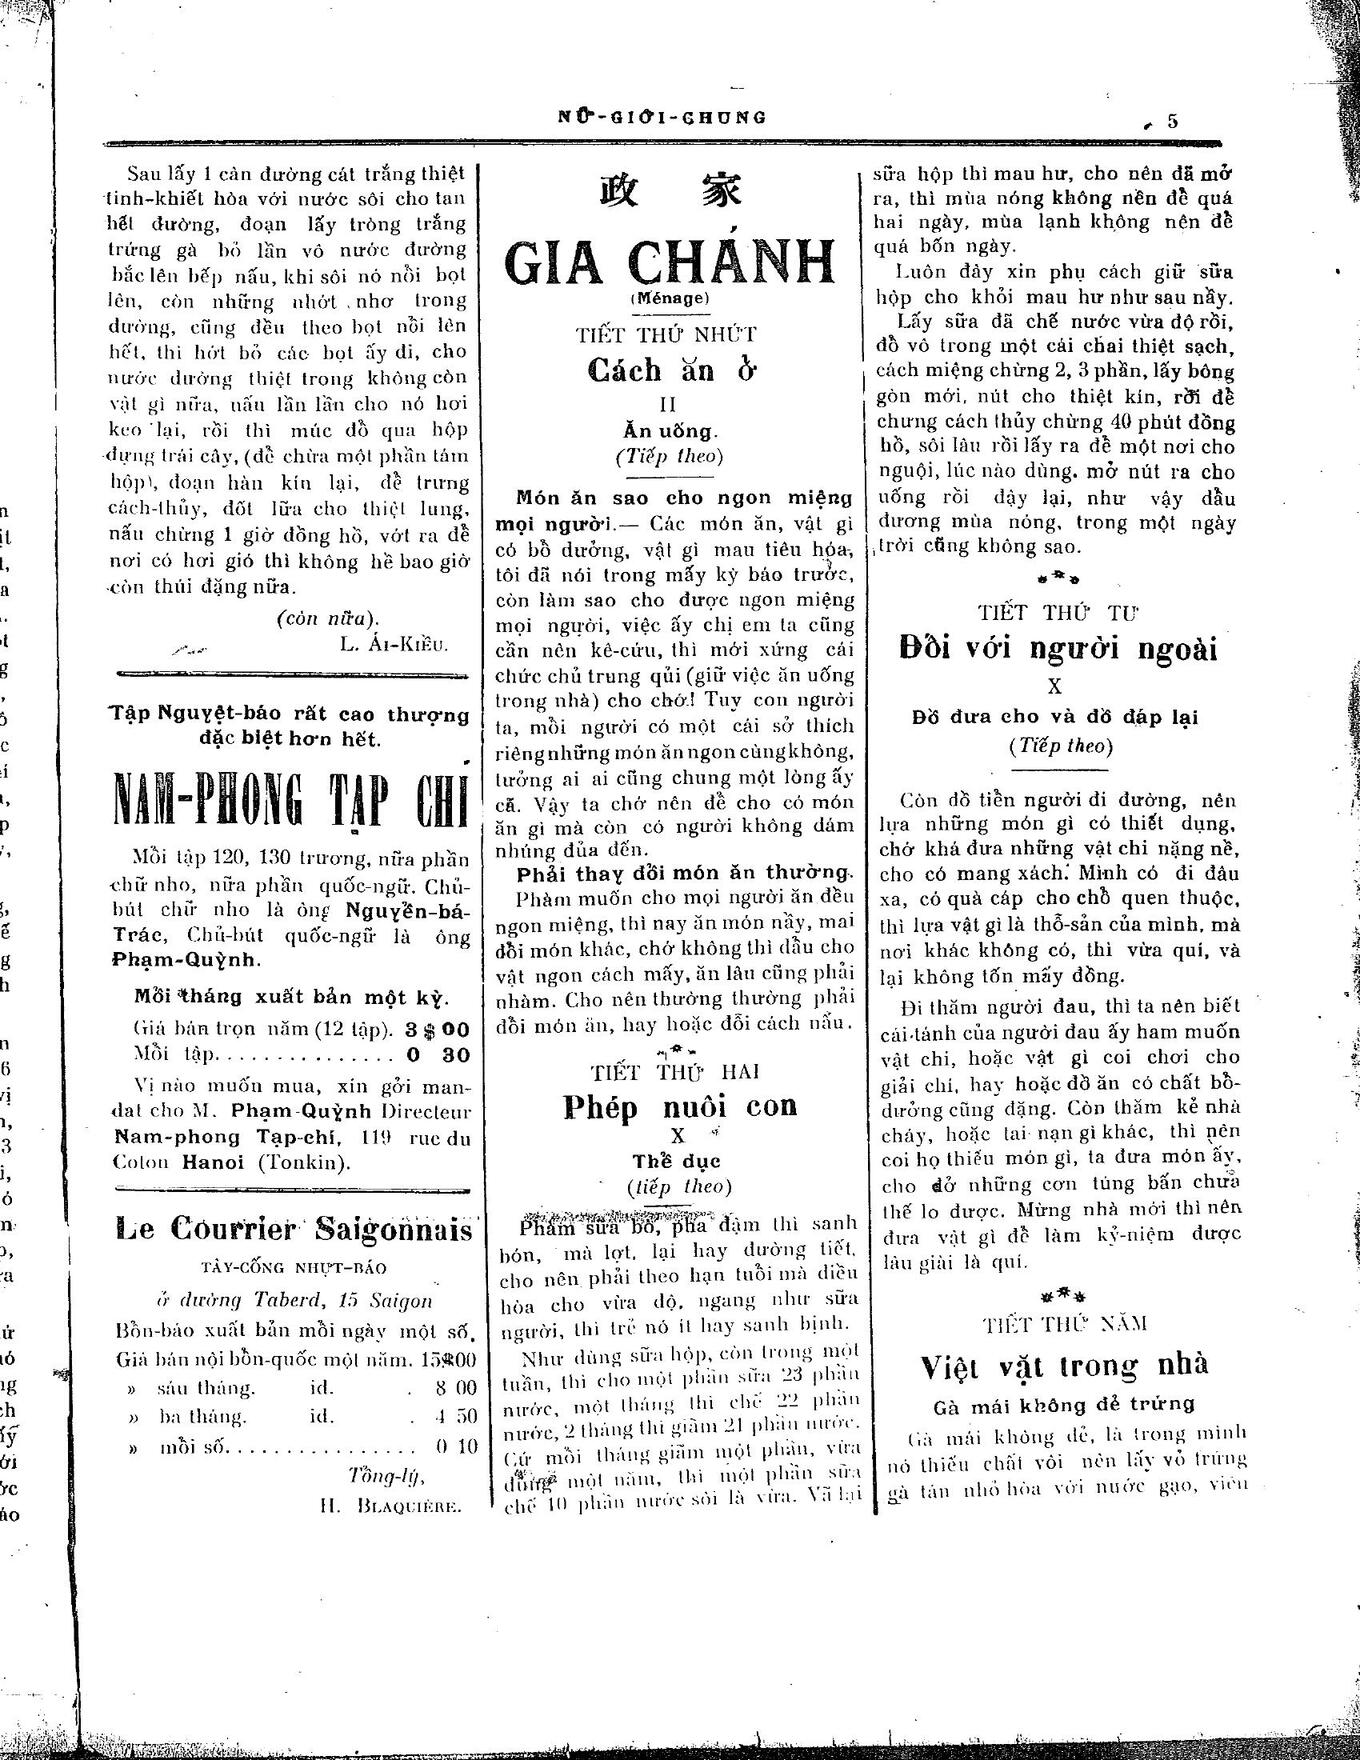 NỮ-GIỚI-CHUNG
5
Sau lấy 1 càn đường cát trắng thiệt
tinh-khiết hòa với nước sôi cho tan
hết đường, đoạn lấy tròng trắng
trứng gà bỏ lần vô nước đường
bắc lên bếp nấu, khi sôi nó nổi bọt
lên, còn những nhớt nhơ trong
đường, cũng đều theo bọt nổi lên
hết, thì hớt bỏ các bọt ấy đi, cho
nước đường thiệt trong không còn
vật gì nữa, nấu lần lần cho nó hơi
keo lại, rồi thì múc đổ qua hộp
đựng trái cây, (để chừa một phần tám
hộp), đoạn hàn kín lại, để trưng
cách-thủy, đốt lửa cho thiệt lung,
nấu chừng 1 giờ đồng hồ, vớt ra để
nơi có hơi gió thì không hề bao giờ
còn thúi đặng nữa.
(còn nữa).
L. ÁI-KIỀU.
Tập Nguyệt-báo rất cao thượng
đặc biệt hơn hết.
NAM-PHONG TẠP CHÍ
Mỗi tập 120, 130 trương, nữa phần
chữ nho, nữa phần quốc-ngữ. Chủ-
bút chữ nho là ông Nguyễn-bá-
Trác, Chủ-bút quốc-ngữ là ông
Phạm-Quỳnh.
Mỗi tháng xuất bản một kỳ.
Giá bán trọn năm (12 tập). 3$00
Mỗi tập............... 0 30
Vị nào muốn mua, xin gởi man-
dat cho M. Phạm-Quỳnh Directeur
Nam-phong Tạp-chí, 119 rue du
Coton Hanoi (Tonkin).
Le Courrier Saigonnais
TÂY-CỐNG NHỰT-BÁO
ở đường Taberd, 15 Saigon
Bổn-báo xuất bản mỗi ngày một số.
Giá bán nội bổn-quốc một năm. 15$00
» sáu tháng. id. . 8 00
» ba tháng. id. . 4 50
» mỗi số................ 0 10
Tổng-lý,
H. BLAQUIÈRE.
政 家
GIA CHÁNH
(Ménage)
TIẾT THỨ NHỨT
Cách ăn ở
II
Ăn uống.
(Tiếp theo)
Món ăn sao cho ngon miệng
mọi người.— Các món ăn, vật gì
có bổ dưởng, vật gì mau tiêu hóa,
tôi đã nói trong mấy kỳ báo trước,
còn làm sao cho được ngon miệng
mọi người, việc ấy chị em ta cũng
cần nên kê-cứu, thì mới xứng cái
chức chủ trung qủi (giữ việc ăn uống
trong nhà) cho chớ! Tuy con người
ta, mỗi người có một cái sở thích
riêng những món ăn ngon cùng không,
tưởng ai ai cũng chung một lòng ấy
cả. Vậy ta chớ nên để cho có món
ăn gì mà còn có người không dám
nhúng đủa đến.
Phải thay đổi món ăn thường.
Phàm muốn cho mọi người ăn đều
ngon miệng, thì nay ăn món nầy, mai
đổi món khác, chớ không thì dầu cho
vật ngon cách mấy, ăn lâu cũng phải
nhàm. Cho nên thường thường phải
đổi món ăn, hay hoặc đổi cách nấu.
TIẾT THỨ HAI
Phép nuôi con
X
Thể dục
(tiếp theo)
Phàm sữa bò, pha đậm thì sanh
bón, mà lợt, lại hay đường tiết,
cho nên phải theo hạn tuổi mà điều
hòa cho vừa độ, ngang như sữa
người, thì trẻ nó ít hay sanh bịnh.
Như dùng sữa hộp, còn trong một
tuần, thì cho một phần sữa 23 phần
nước, một tháng thì chế 22 phần
nước, 2 tháng thì giãm 21 phần nước.
Cứ mỗi tháng giãm một phần, vừa
đúng một năm, thì một phần sữa
chế 10 phần nước sôi là vừa. Vã lại
sữa hộp thì mau hư, cho nên đã mở
ra, thì mùa nóng không nên để quá
hai ngày, mùa lạnh không nên để
quá bốn ngày.
Luôn đây xin phụ cách giữ sữa
hộp cho khỏi mau hư như sau nầy.
Lấy sữa đã chế nước vừa độ rồi,
đổ vô trong một cái chai thiệt sạch,
cách miệng chừng 2, 3 phân, lấy bông
gòn mới, nút cho thiệt kín, rồi để
chưng cách thủy chừng 40 phút đồng
hồ, sôi lâu rồi lấy ra để một nơi cho
nguội, lúc nào dùng, mở nút ra cho
uống rồi dậy lại, như vậy dầu
đương mùa nóng, trong một ngày
trời cũng không sao.
TIẾT THỨ TƯ
Đối với người ngoài
X
Đồ đưa cho và đồ đáp lại
(Tiếp theo)
Còn đồ tiền người đi đường, nên
lựa những món gì có thiết dụng,
chớ khá đưa những vật chi nặng nề,
cho có mang xách. Mình có đi đâu
xa, có quà cáp cho chỗ quen thuộc,
thì lựa vật gì là thổ-sản của mình, mà
nơi khác không có, thì vừa quí, và
lại không tốn mấy đồng.
Đi thăm người đau, thì ta nên biết
cái tánh của người đau ấy ham muốn
vật chi, hoặc vật gì coi chơi cho
giải chí, hay hoặc đồ ăn có chất bổ-
dưởng cũng đặng. Còn thăm kẻ nhà
cháy, hoặc tai nạn gì khác, thì nên
coi họ thiếu món gì, ta đưa món ấy,
cho đở những cơn túng bấn chưa
thế lo được. Mừng nhà mới thì nên
đưa vật gì để làm kỷ-niệm được
lâu giài là quí.
TIẾT THỨ NĂM
Việt vặt trong nhà
Gà mái không đẻ trứng
Gà mái không đẻ, là trong mình
nó thiếu chất vôi nên lấy vỏ trứng
gà tán nhỏ hòa với nước gạo, viên